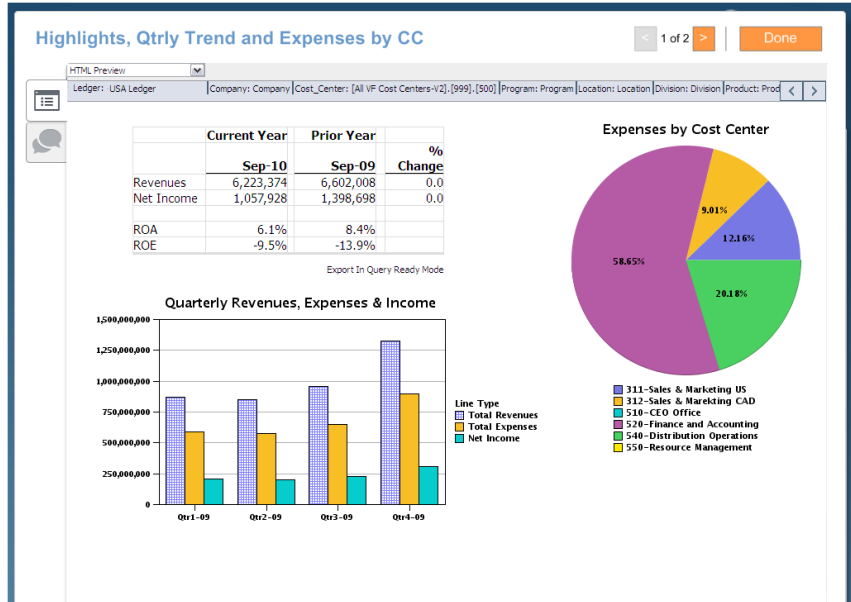 Highlights, Qtrly Trend and Expenses by CC
< 1 of 2 > Done
HTML Preview
Ledger: USA Ledger Company: Company Cost_Center: [All VF Cost Centers-V2].[999].[500] Program: Program Location: Location Division: Division Product: Prod < >
Current Year Prior Year
Sep-10 Sep-09 % Change
Revenues 6,223,374 6,602,008 0.0
Net Income 1,057,928 1,398,698 0.0
ROA 6.1% 8.4%
ROE -9.5% -13.9%
Export In Query Ready Mode
Expenses by Cost Center
9.01%
12.16%
58.65%
20.18%
311-Sales & Marketing US
312-Sales & Marekting CAD
510-CEO Office
520-Finance and Accounting
540-Distribution Operations
550-Resource Management
Quarterly Revenues, Expenses & Income
1,500,000,000
1,250,000,000
1,000,000,000
750,000,000
500,000,000
250,000,000
0
Qtr1-09 Qtr2-09 Qtr3-09 Qtr4-09
Line Type
Total Revenues
Total Expenses
Net Income